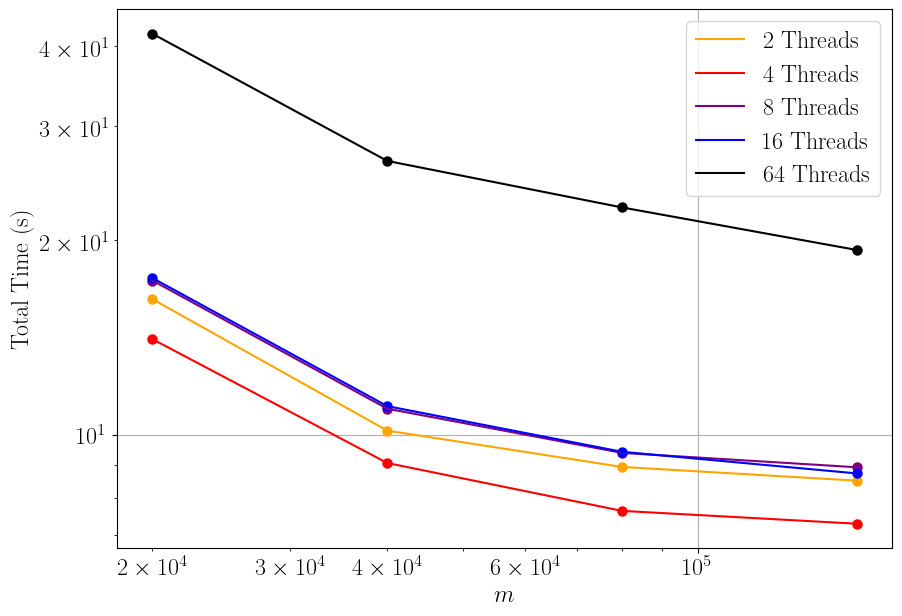 4 × 10¹
3 × 10¹
2 × 10¹
10¹
Total Time (s)
2 Threads
4 Threads
8 Threads
16 Threads
64 Threads
2 × 10⁴ 3 × 10⁴ 4 × 10⁴ 6 × 10⁴ 10⁵
m